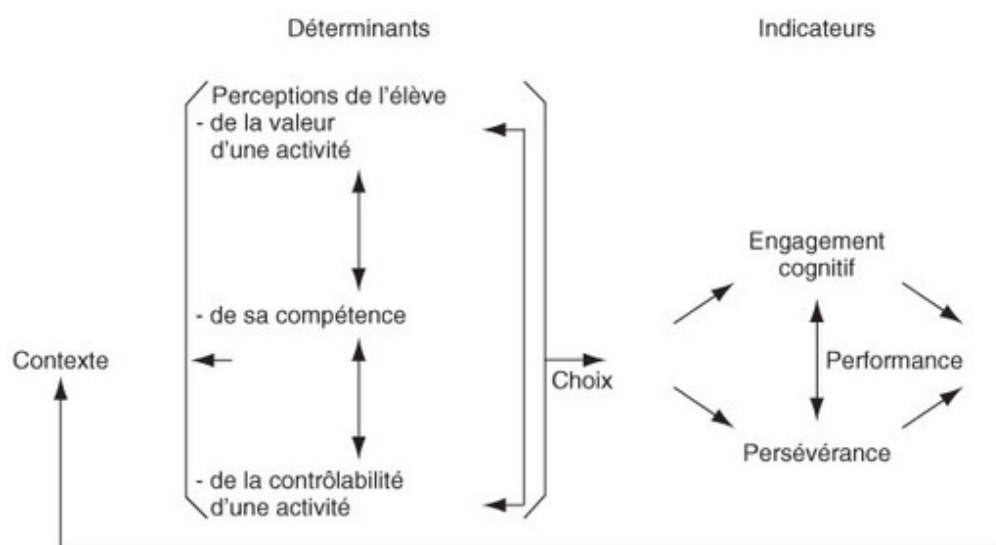 Déterminants
Indicateurs
Perceptions de l'élève
- de la valeur
d'une activité
- de sa compétence
- de la contrôlabilité
d'une activité
Contexte
Choix
Engagement
cognitif
Performance
Persévérance